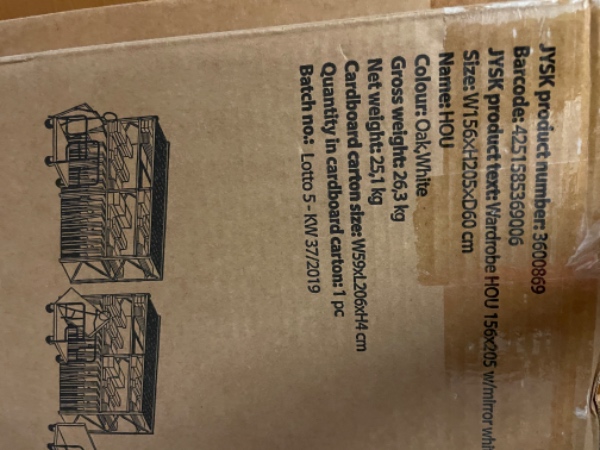 JYSK product number: 3600869
Barcode: 4251585369006
JYSK product text: Wardrobe HOU 156x205 w/mirror
Size: W156xH205xD60 cm
Name: HOU
Colour: Oak,White
Gross weight: 26,3 kg
Net weight: 25,1 kg
Cardboard carton size: W59xL206xH4 cm
Quantity in cardboard carton: 1 pc
Batch no.: Lotto 5 - KW 37/2019